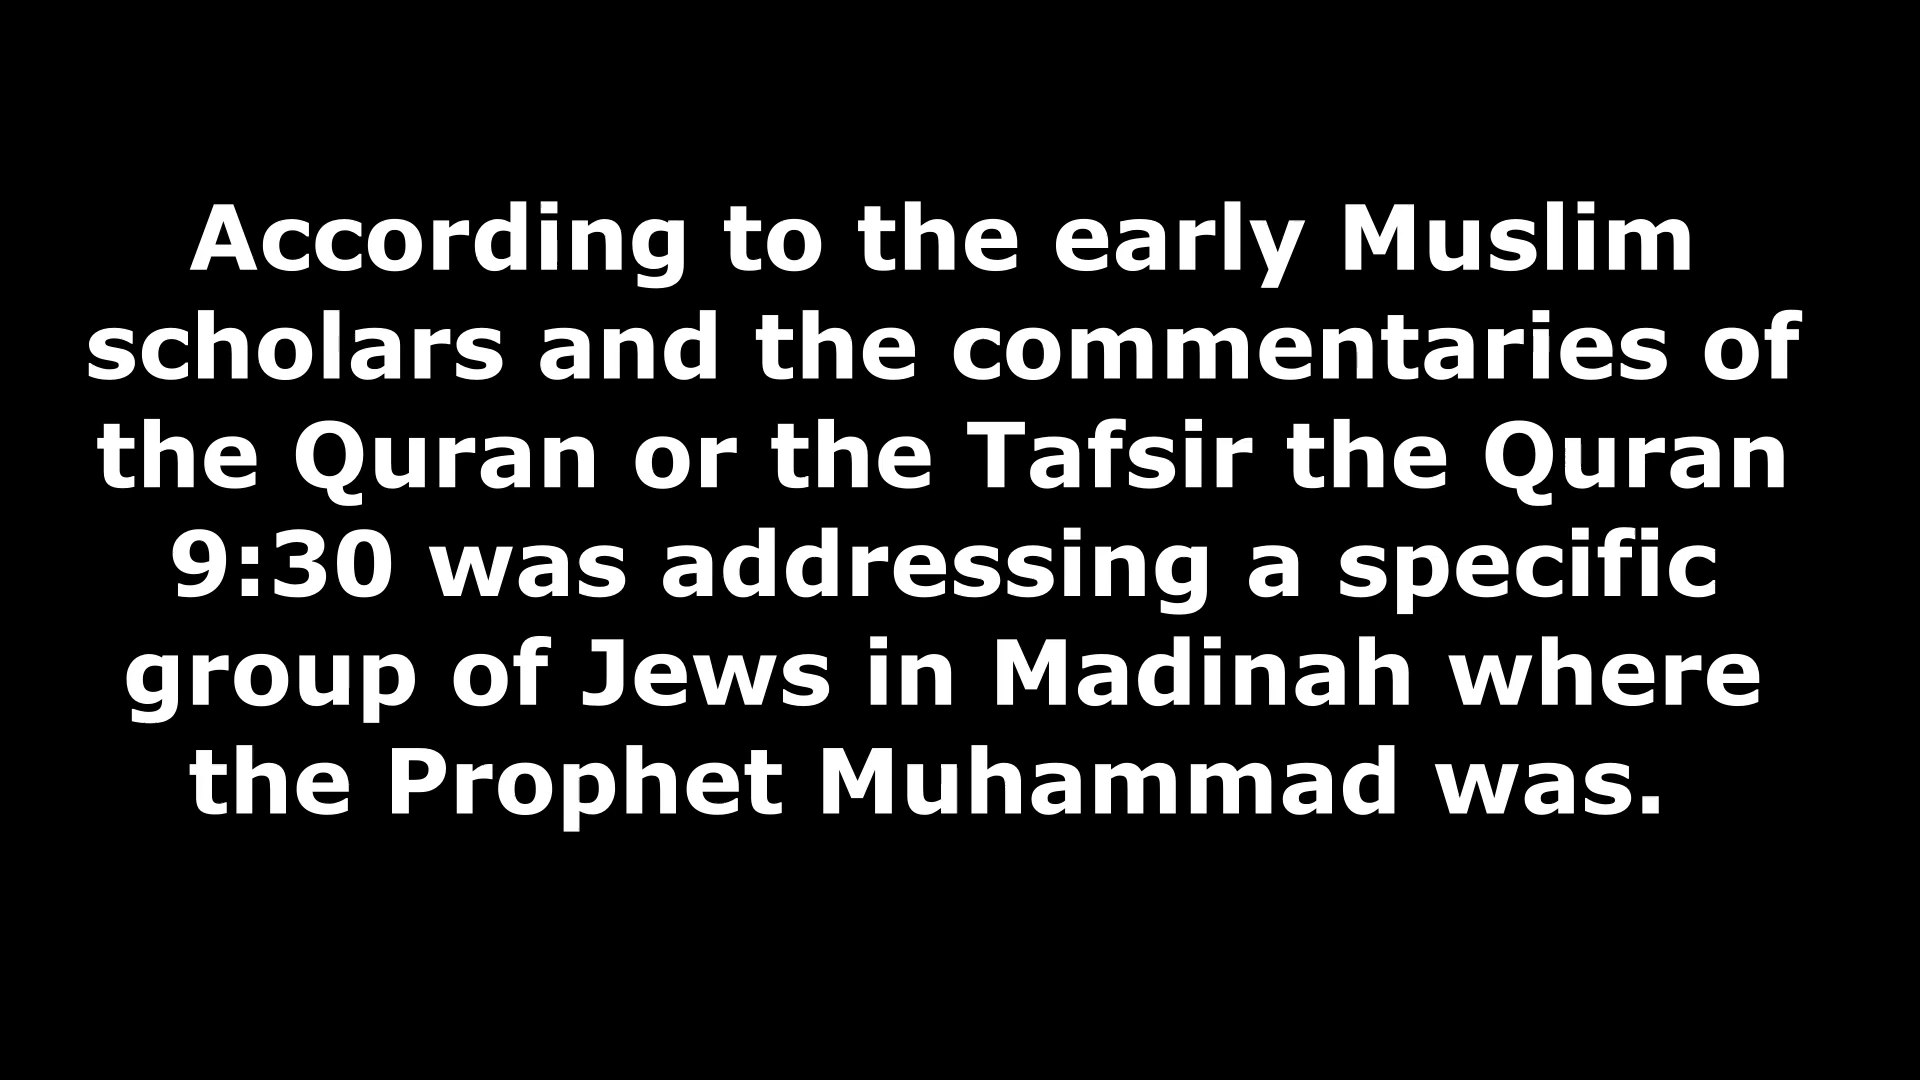 According to the early Muslim
scholars and the commentaries of
the Quran or the Tafsir the Quran
9:30 was addressing a specific
group of Jews in Madinah where
the Prophet Muhammad was.